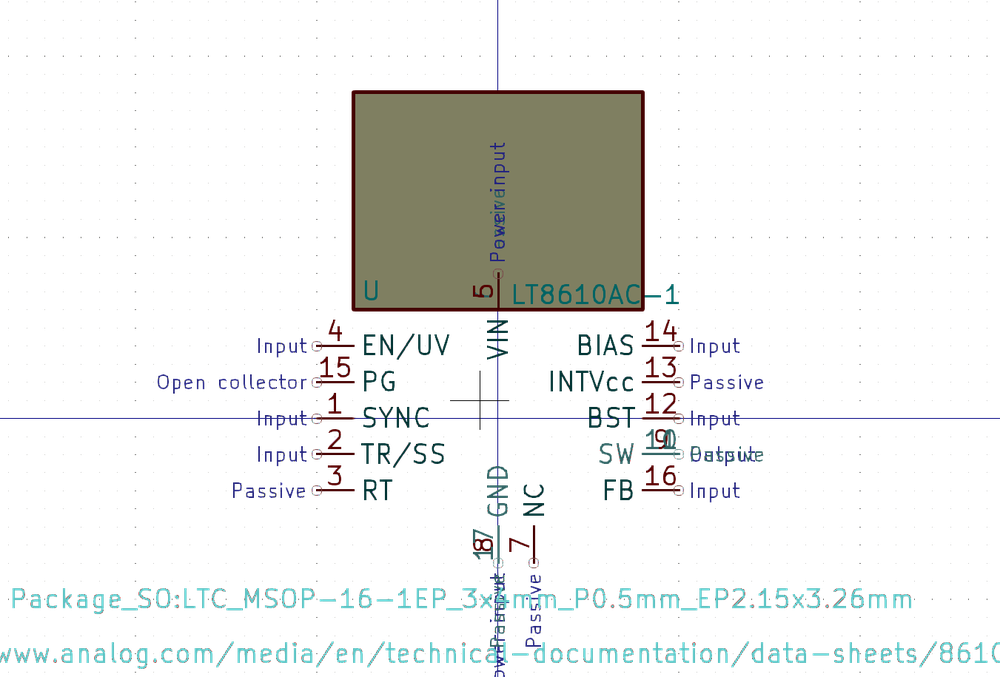 Power input
5
U
LT8610AC-1
VIN
Input 4 EN/UV
BIAS 14 Input
Open collector 15 PG
INTVcc 13 Passive
Input 1 SYNC
BST 12 Input
Input 2 TR/SS
SW 9
Passive 3 RT
FB 16 Input
GND
NC
17
8
7
Passive
Package_SO:LTC_MSOP-16-1EP_3x4mm_P0.5mm_EP2.15x3.26mm
www.analog.com/media/en/technical-documentation/data-sheets/8610